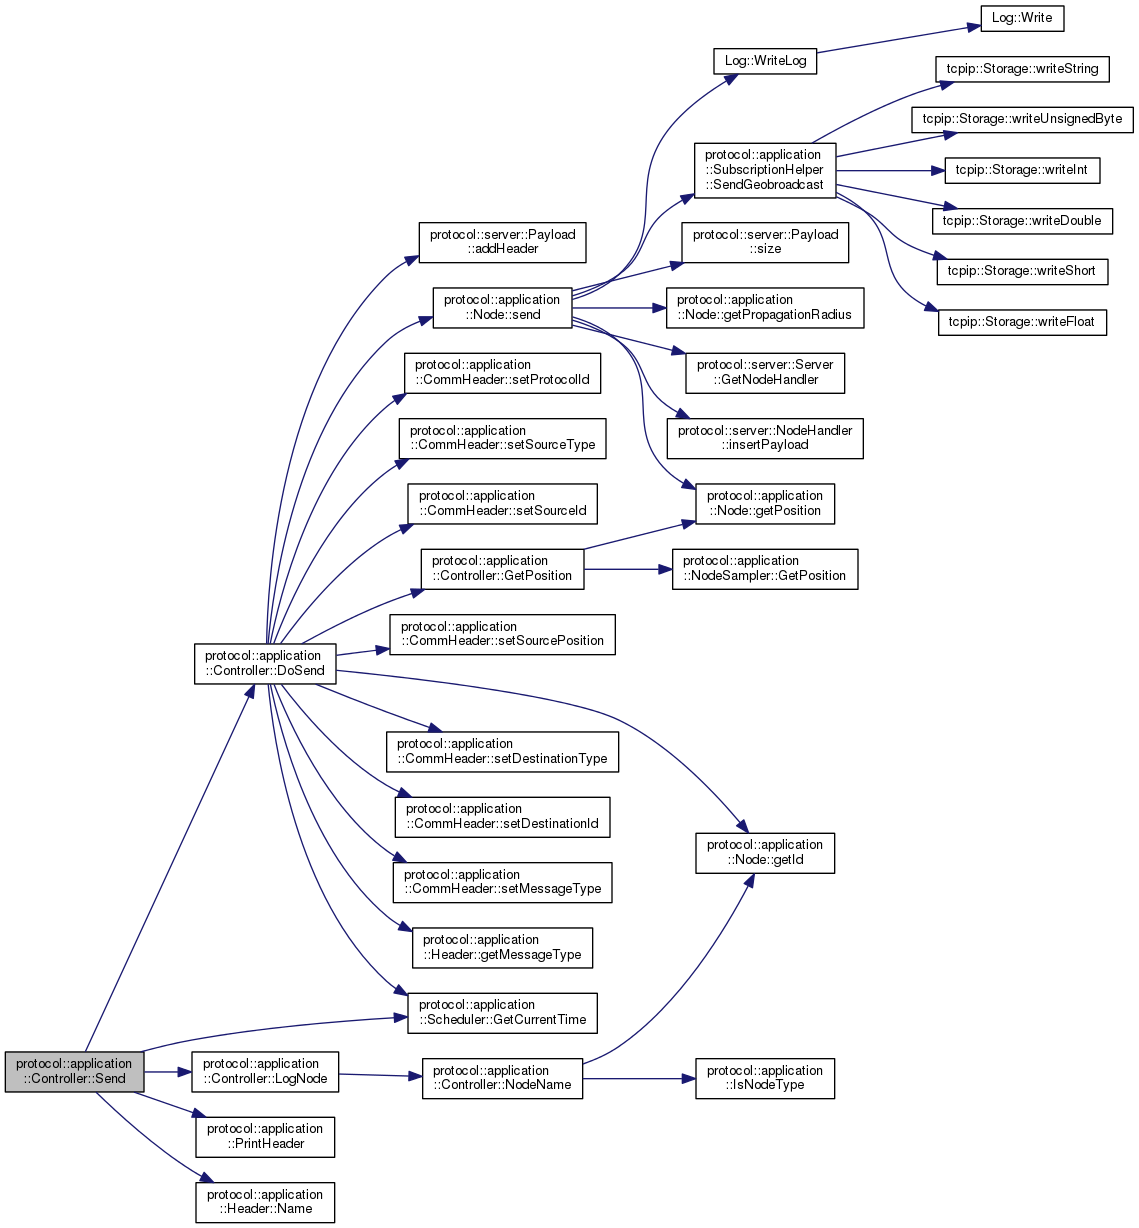 Log::Write
Log::WriteLog
tcpip::Storage::writeString
tcpip::Storage::writeUnsignedByte
protocol::application
::SubscriptionHelper
::SendGeobroadcast
tcpip::Storage::writeInt
tcpip::Storage::writeDouble
protocol::server::Payload
::addHeader
protocol::server::Payload
::size
tcpip::Storage::writeShort
protocol::application
::Node::send
protocol::application
::Node::getPropagationRadius
tcpip::Storage::writeFloat
protocol::application
::CommHeader::setProtocolId
protocol::server::Server
::GetNodeHandler
protocol::application
::CommHeader::setSourceType
protocol::server::NodeHandler
::insertPayload
protocol::application
::CommHeader::setSourceId
protocol::application
::Node::getPosition
protocol::application
::Controller::GetPosition
protocol::application
::NodeSampler::GetPosition
protocol::application
::CommHeader::setSourcePosition
protocol::application
::Controller::DoSend
protocol::application
::CommHeader::setDestinationType
protocol::application
::CommHeader::setDestinationId
protocol::application
::Node::getId
protocol::application
::CommHeader::setMessageType
protocol::application
::Header::getMessageType
protocol::application
::Scheduler::GetCurrentTime
protocol::application
::Controller::Send
protocol::application
::Controller::LogNode
protocol::application
::Controller::NodeName
protocol::application
::IsNodeType
protocol::application
::PrintHeader
protocol::application
::Header::Name